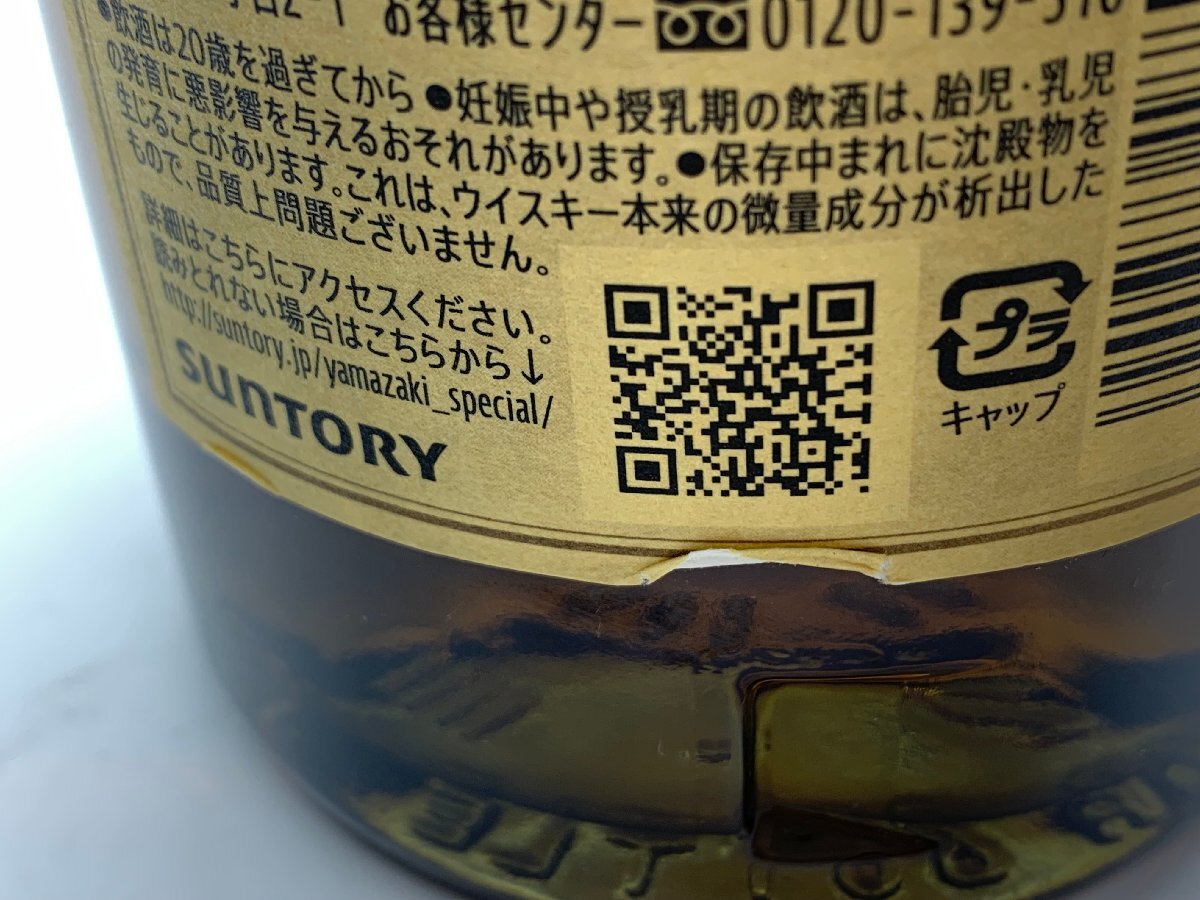 お客様センター 0120-139-310
●飲酒は20歳を過ぎてから ●妊娠中や授乳期の飲酒は、胎児・乳児
の発育に悪影響を与えるおそれがあります。●保存中まれに沈殿物を
生じることがあります。これは、ウイスキー本来の微量成分が析出した
もので、品質上問題ございません。
詳細はこちらにアクセスください。
読みとれない場合はこちらから↓
http://suntory.jp/yamazaki_special/
SUNTORY
プラ
キャップ